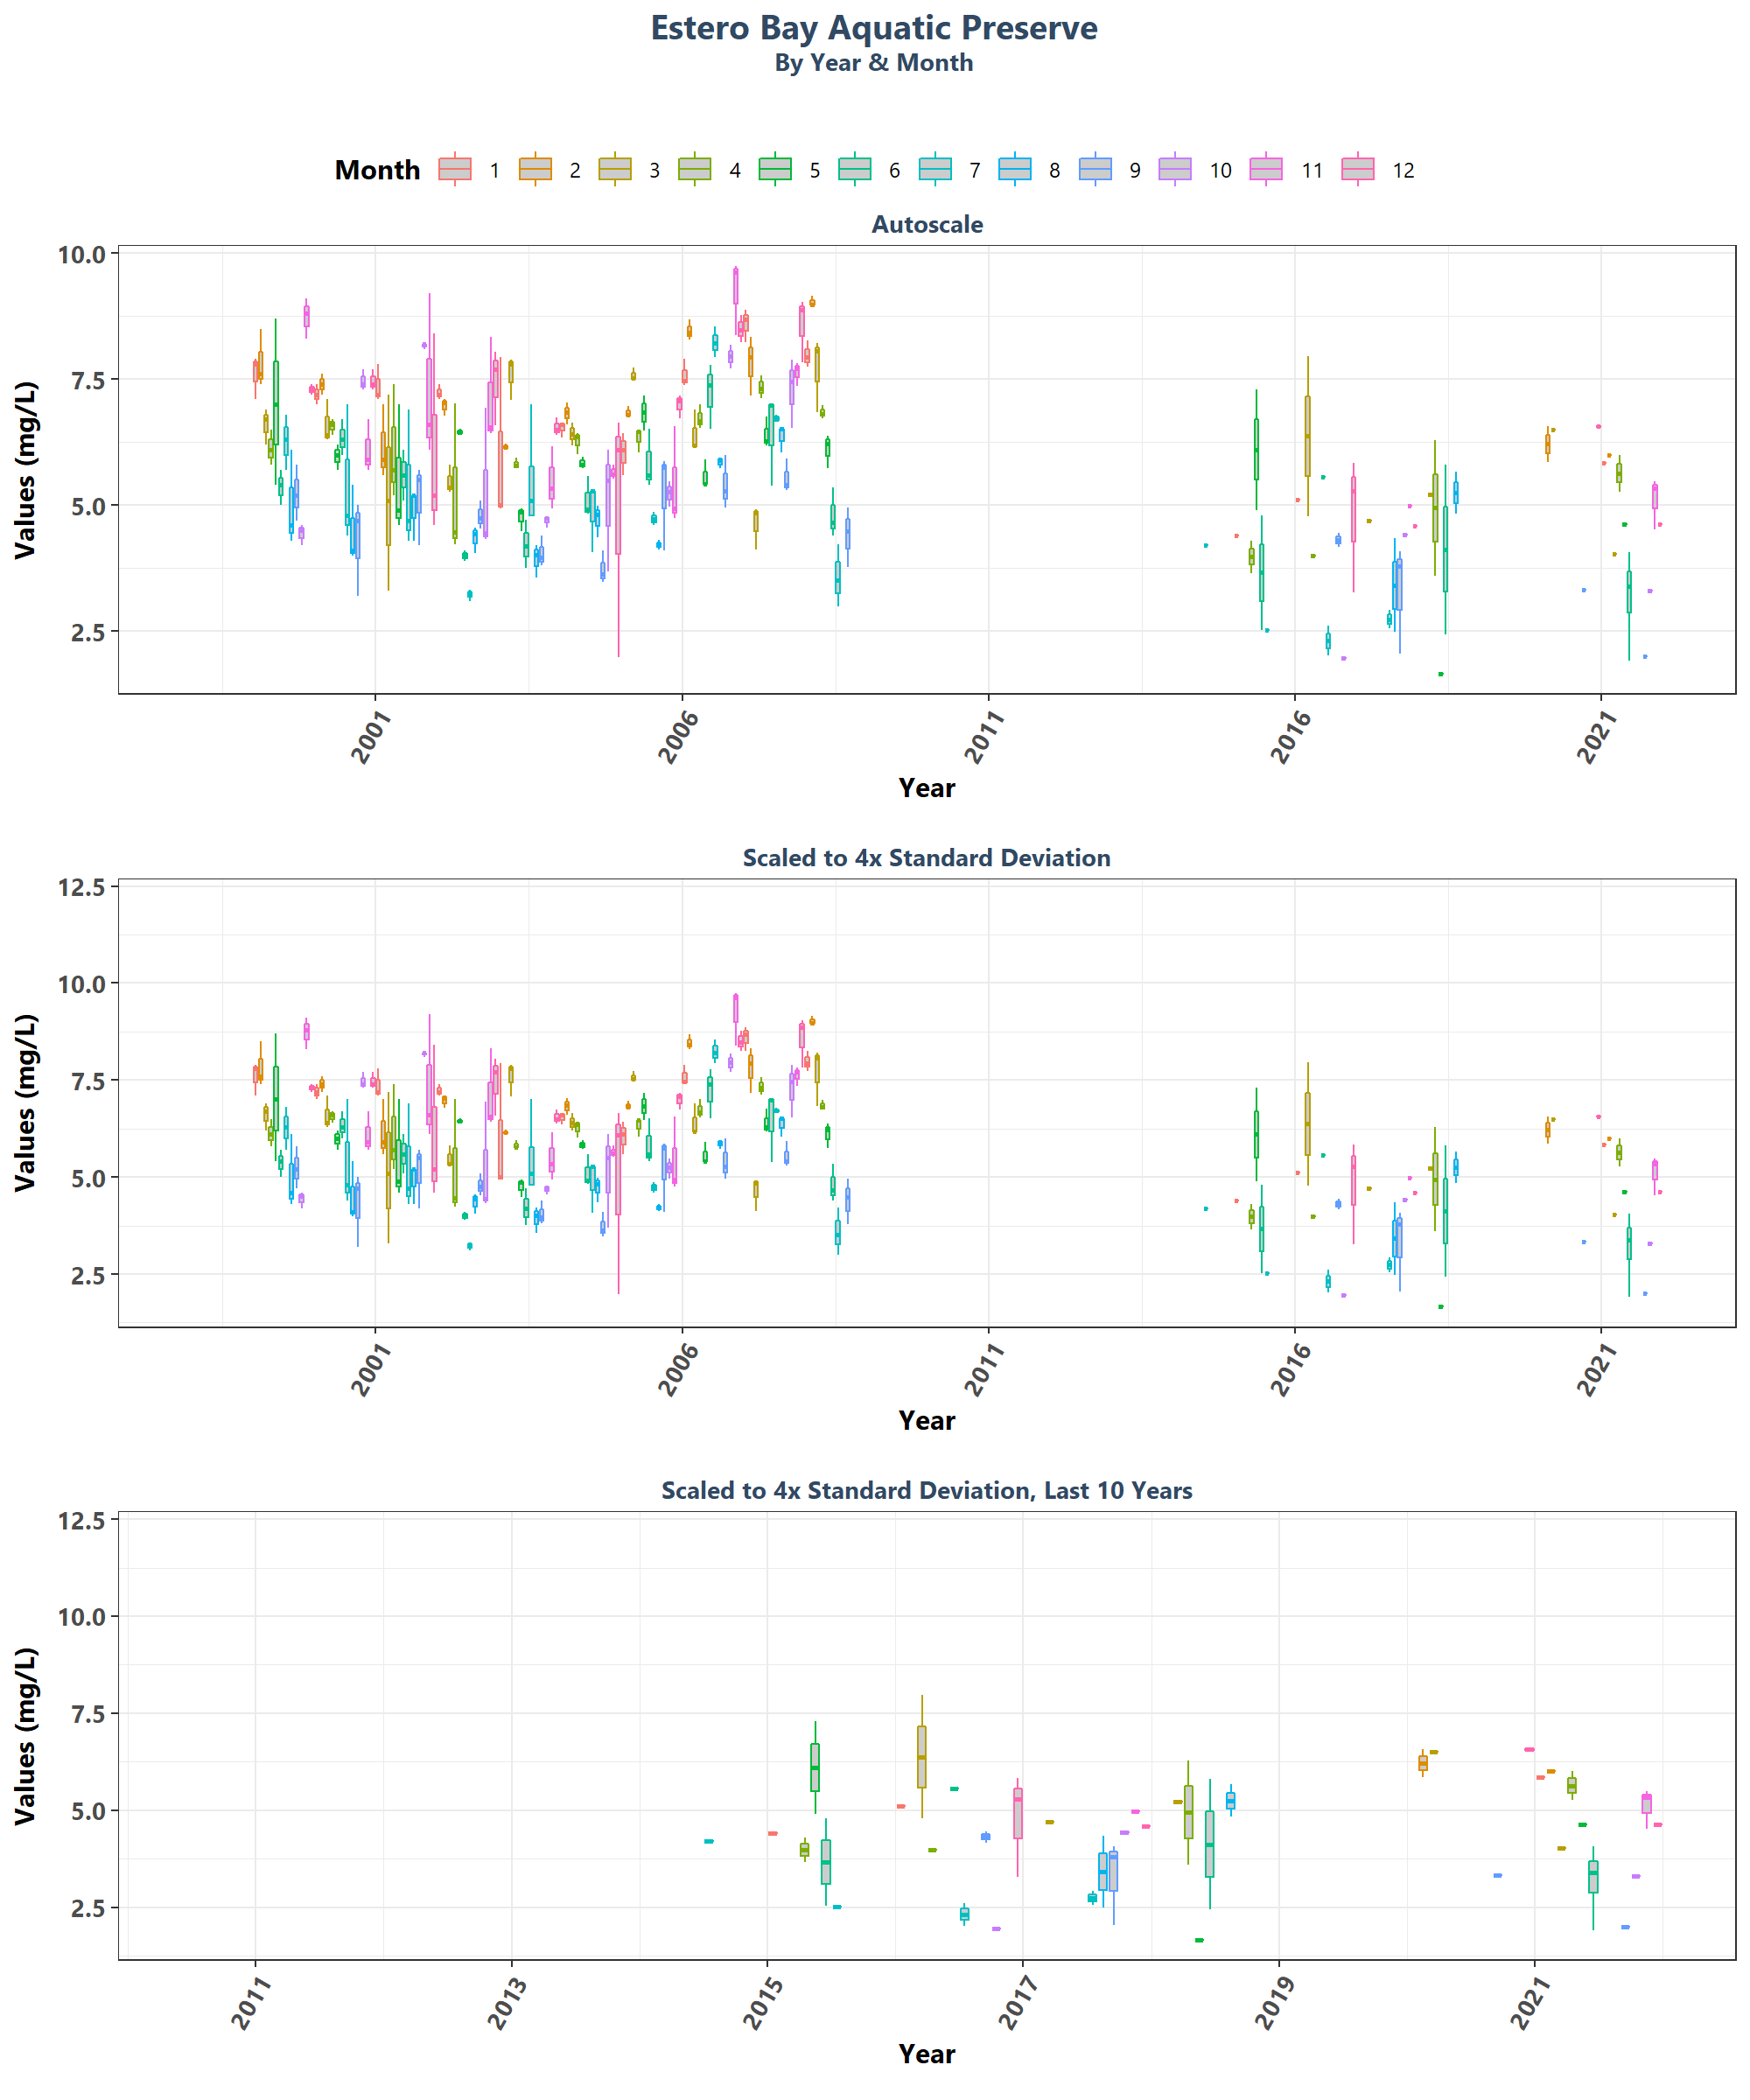 Estero Bay Aquatic Preserve
By Year & Month
Month 1 2 3 4 5 6 7 8 9 10 11 12
Autoscale
Values (mg/L)
10.0
7.5
5.0
2.5
2001 2006 2011 2016 2021
Year
Scaled to 4x Standard Deviation
Values (mg/L)
12.5
10.0
7.5
5.0
2.5
2001 2006 2011 2016 2021
Year
Scaled to 4x Standard Deviation, Last 10 Years
Values (mg/L)
12.5
10.0
7.5
5.0
2.5
2011 2013 2015 2017 2019 2021
Year